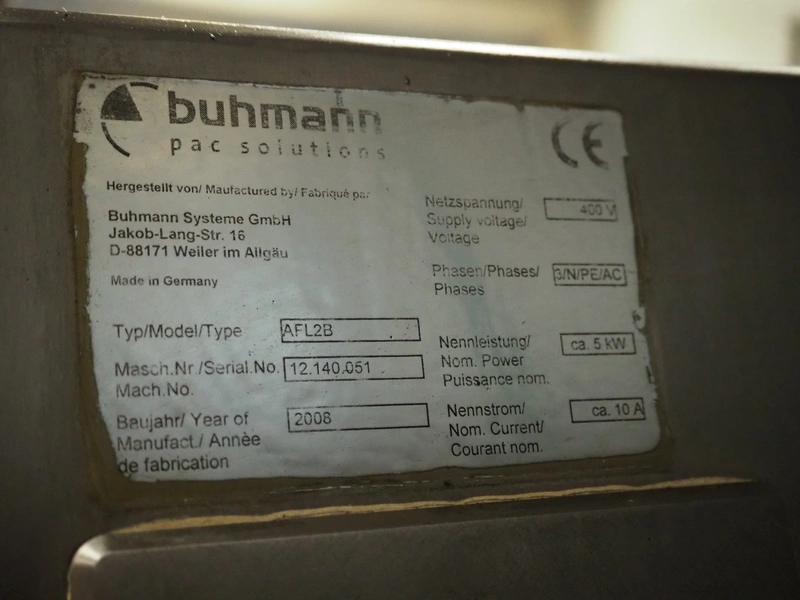 buhmann
pac solutions
CE
Hergestellt von/ Maufactured by/ Fabriqué par
Buhmann Systeme GmbH
Jakob-Lang-Str. 16
D-88171 Weiler im Allgäu
Made in Germany
Typ/Model/Type AFL2B
Masch.Nr./Serial.No. 12.140.051
Mach.No.
Baujahr/ Year of 2008
Manufact./ Annèe
de fabrication
Netzspannung/ 400 V
Supply voltage/
Voltage
Phasen/Phases/ 3/N/PE/AC
Phases
Nennleistung/ ca. 5 kW
Nom. Power
Puissance nom.
Nennstrom/ ca. 10 A
Nom. Current/
Courant nom.